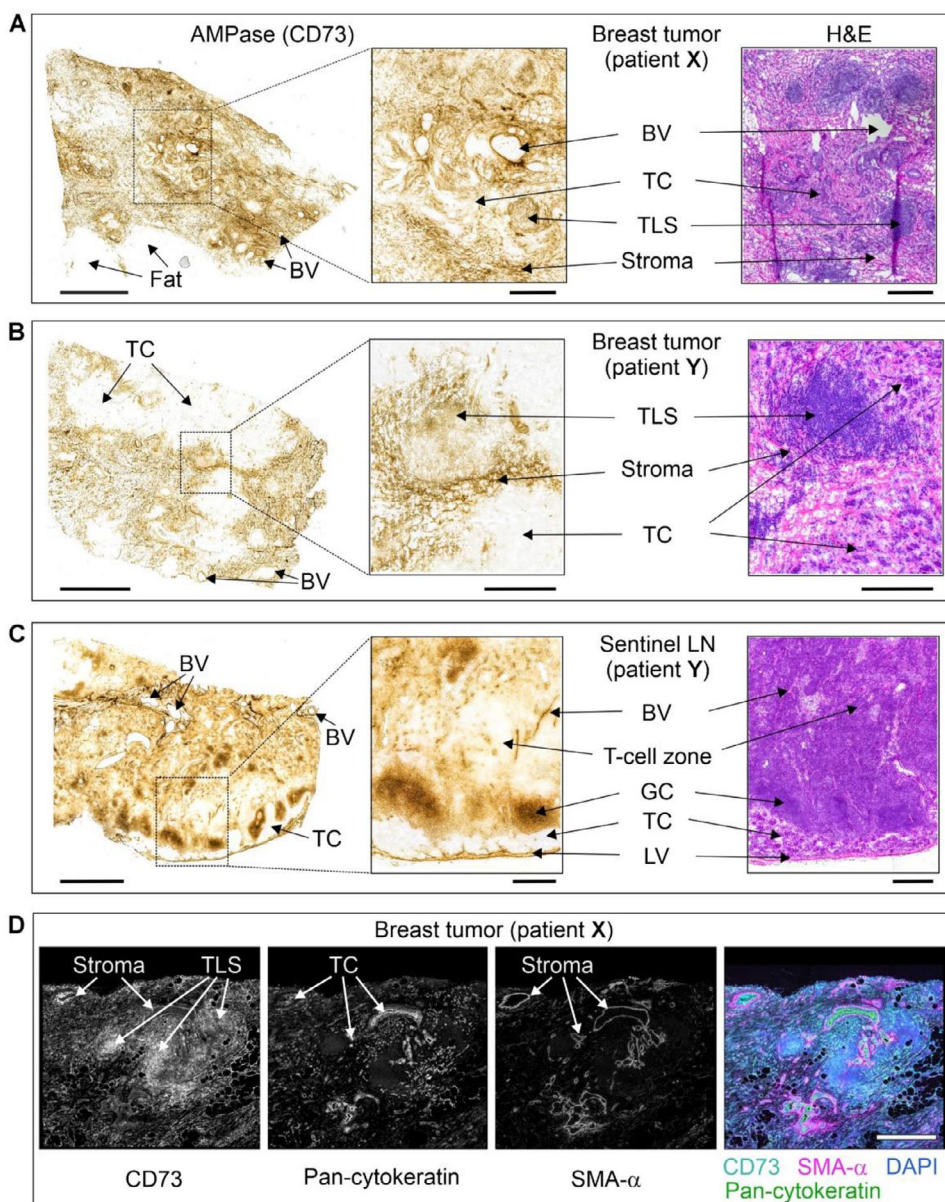 A
AMPase (CD73)
Breast tumor
(patient X)
H&E
BV
TC
TLS
Stroma
BV
Fat
B
TC
Breast tumor
(patient Y)
TLS
Stroma
TC
BV
C
BV
BV
TC
Sentinel LN
(patient Y)
BV
T-cell zone
GC
TC
LV
D
Breast tumor (patient X)
Stroma TLS
TC
Stroma
CD73
Pan-cytokeratin
SMA-α
CD73 SMA-α DAPI
Pan-cytokeratin